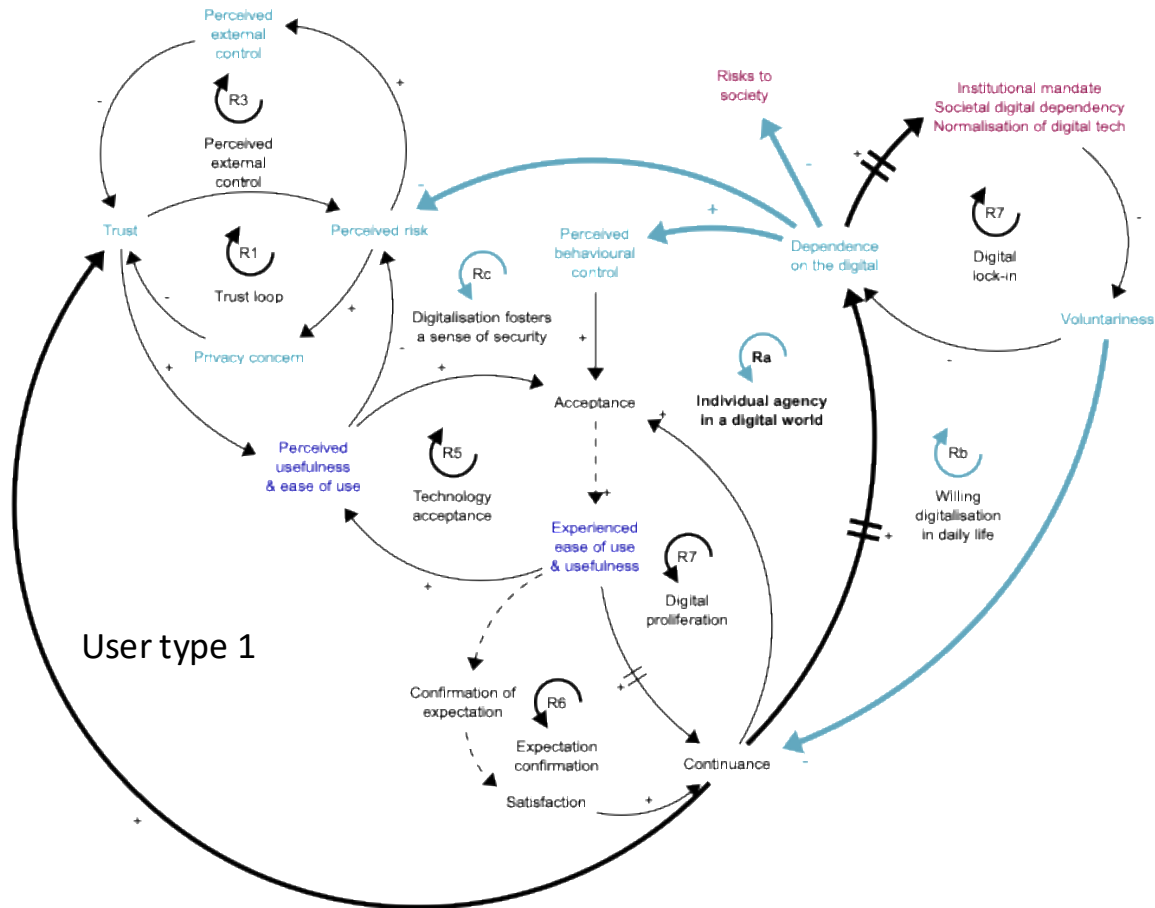 Perceived
external
control
+
-
R3
Perceived
external
control
Trust
-
R1
Trust loop
Perceived risk
-
+
Privacy concern
+
-
Rc
Digitalisation fosters
a sense of security
Perceived
behavioural
control
+
+
Risks to
society
-
Dependence
on the digital
+
Institutional mandate
Societal digital dependency
Normalisation of digital tech
-
R7
Digital
lock-in
Voluntariness
-
Ra
Individual agency
in a digital world
Acceptance
+
+
Perceived
usefulness
& ease of use
R5
Technology
acceptance
+
+
Experienced
ease of use
& usefulness
R7
Digital
proliferation
+
Rb
Willing
digitalisation
in daily life
User type 1
Confirmation of
expectation
R6
Expectation
confirmation
+
Satisfaction
+
Continuance
-
+